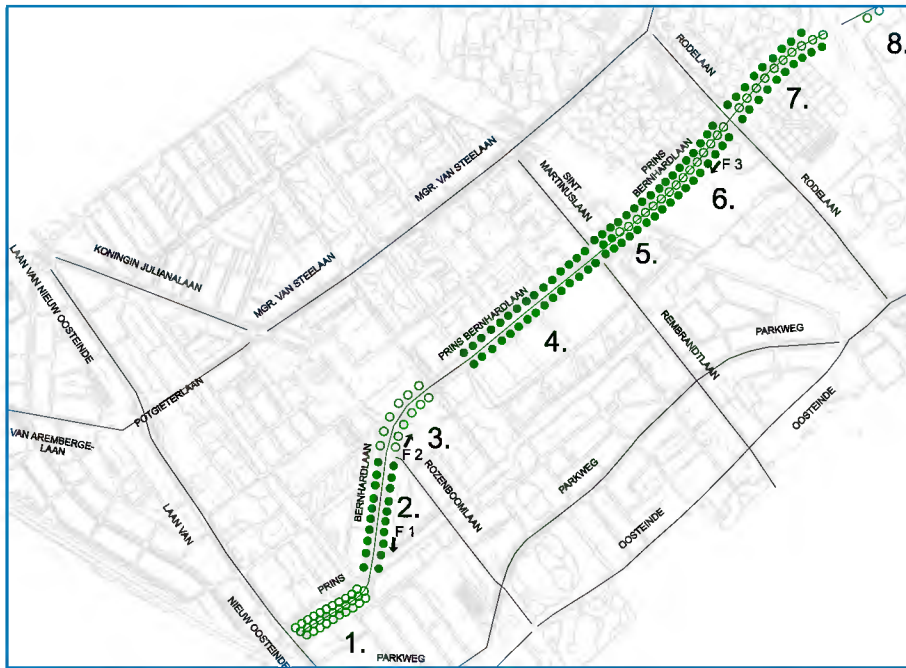 8.
RODELAAN
7.
MGR. VAN STEELAAN
PRINS
BERNHARDLAAN
F 3
SINT
MARTINUSLAAN
RODELAAN
6.
KONINGIN JULIANALAAN
5.
LAAN VAN NIEUW OOSTEINDE
MGR. VAN STEELAAN
PRINS BERNHARDLAAN
4.
REMBRANDTLAAN
PARKWEG
POTGIETERLAAN
OOSTEINDE
VAN AREMBERGE-
LAAN
3.
F 2
BERNHARDLAAN
ROZENBOOMLAAN
PARKWEG
2.
F 1
LAAN VAN
OOSTEINDE
PRINS
NIEUW OOSTEINDE
1.
PARKWEG